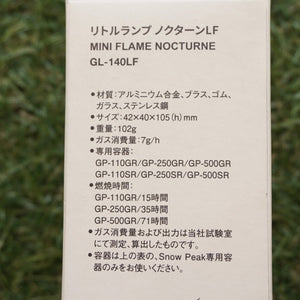 リトルランプ ノクターンLF
MINI FLAME NOCTURNE
GL-140LF
• 材質：アルミニウム合金、ブラス、ゴム、
ガラス、ステンレス鋼
• サイズ：42×40×105（h）mm
• 重量：102g
• ガス消費量：7g/h
• 専用容器：
GP-110GR/GP-250GR/GP-500GR
GP-110SR/GP-250SR/GP-500SR
• 燃焼時間：
GP-110GR/15時間
GP-250GR/35時間
GP-500GR/71時間
• ガス消費量および出力は当社試験室
にて測定、算出したものです。
• 容器は上の表の、Snow Peak専用容
器のみをお使いください。